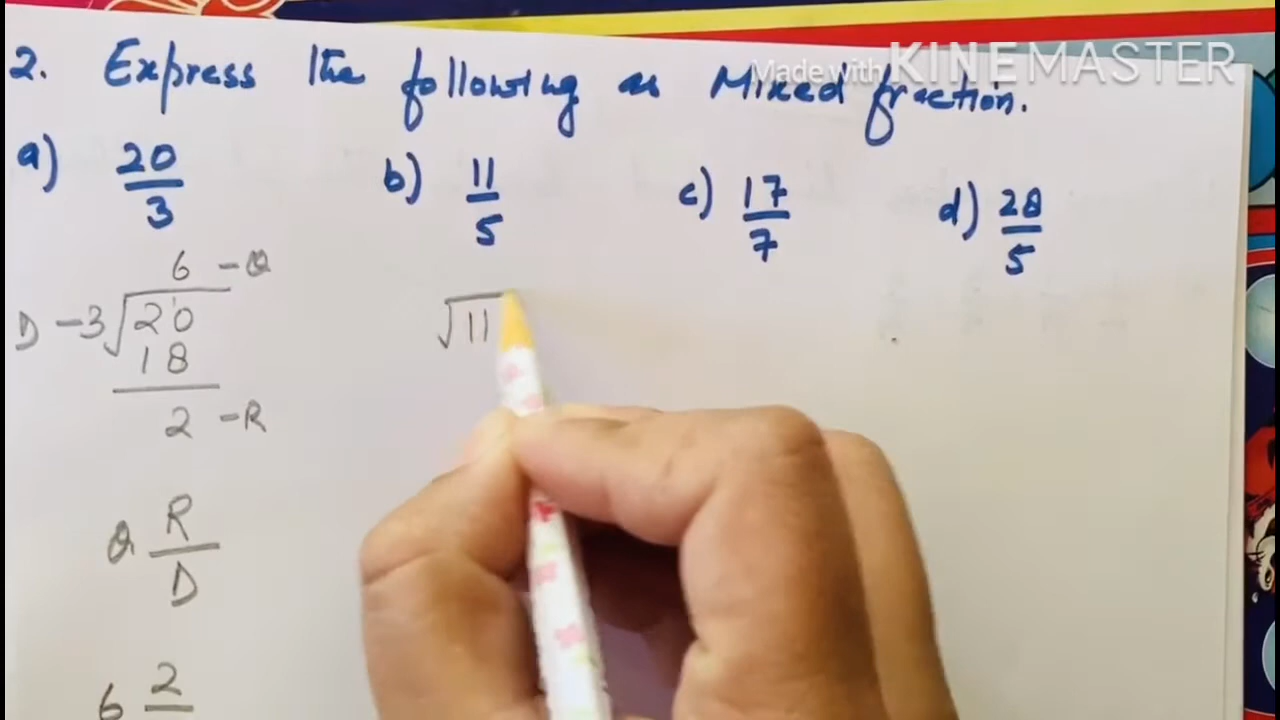 Made with KINEMASTER
2. Express the following as Mixed fraction.
a) 20/3 b) 11/5 c) 17/7 d) 28/5
6 - Q
D - 3 √20 √11
18
2 - R
Q R/D
6 2